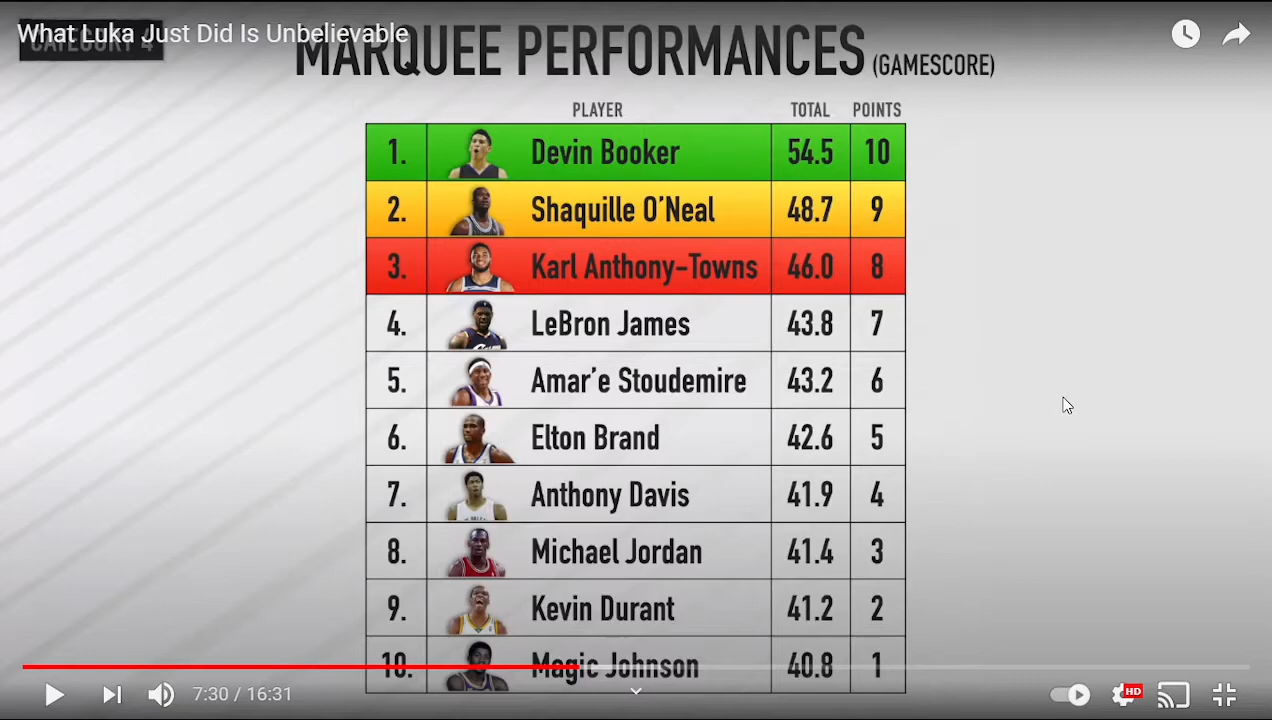 What Luka Just Did Is Unbelievable
CATEGORY 4
MARQUEE PERFORMANCES (GAMESCORE)
PLAYER TOTAL POINTS
1. Devin Booker 54.5 10
2. Shaquille O'Neal 48.7 9
3. Karl Anthony-Towns 46.0 8
4. LeBron James 43.8 7
5. Amar'e Stoudemire 43.2 6
6. Elton Brand 42.6 5
7. Anthony Davis 41.9 4
8. Michael Jordan 41.4 3
9. Kevin Durant 41.2 2
10. Magic Johnson 40.8 1
7:30 / 16:31 HD